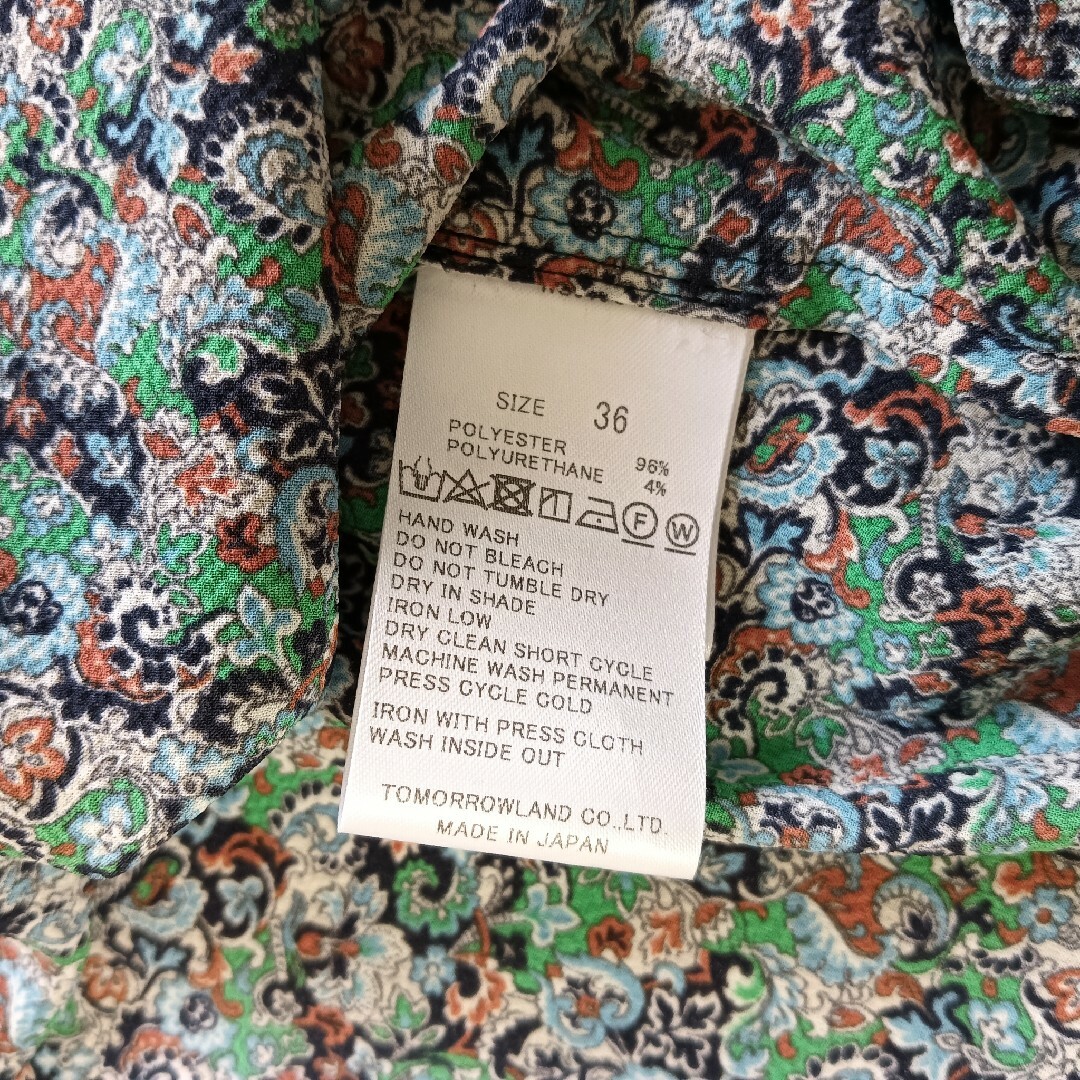 SIZE 36
POLYESTER 96%
POLYURETHANE 4%
F W
HAND WASH
DO NOT BLEACH
DO NOT TUMBLE DRY
DRY IN SHADE
IRON LOW
DRY CLEAN SHORT CYCLE
MACHINE WASH PERMANENT
PRESS CYCLE COLD
IRON WITH PRESS CLOTH
WASH INSIDE OUT
TOMORROWLAND CO.,LTD.
MADE IN JAPAN